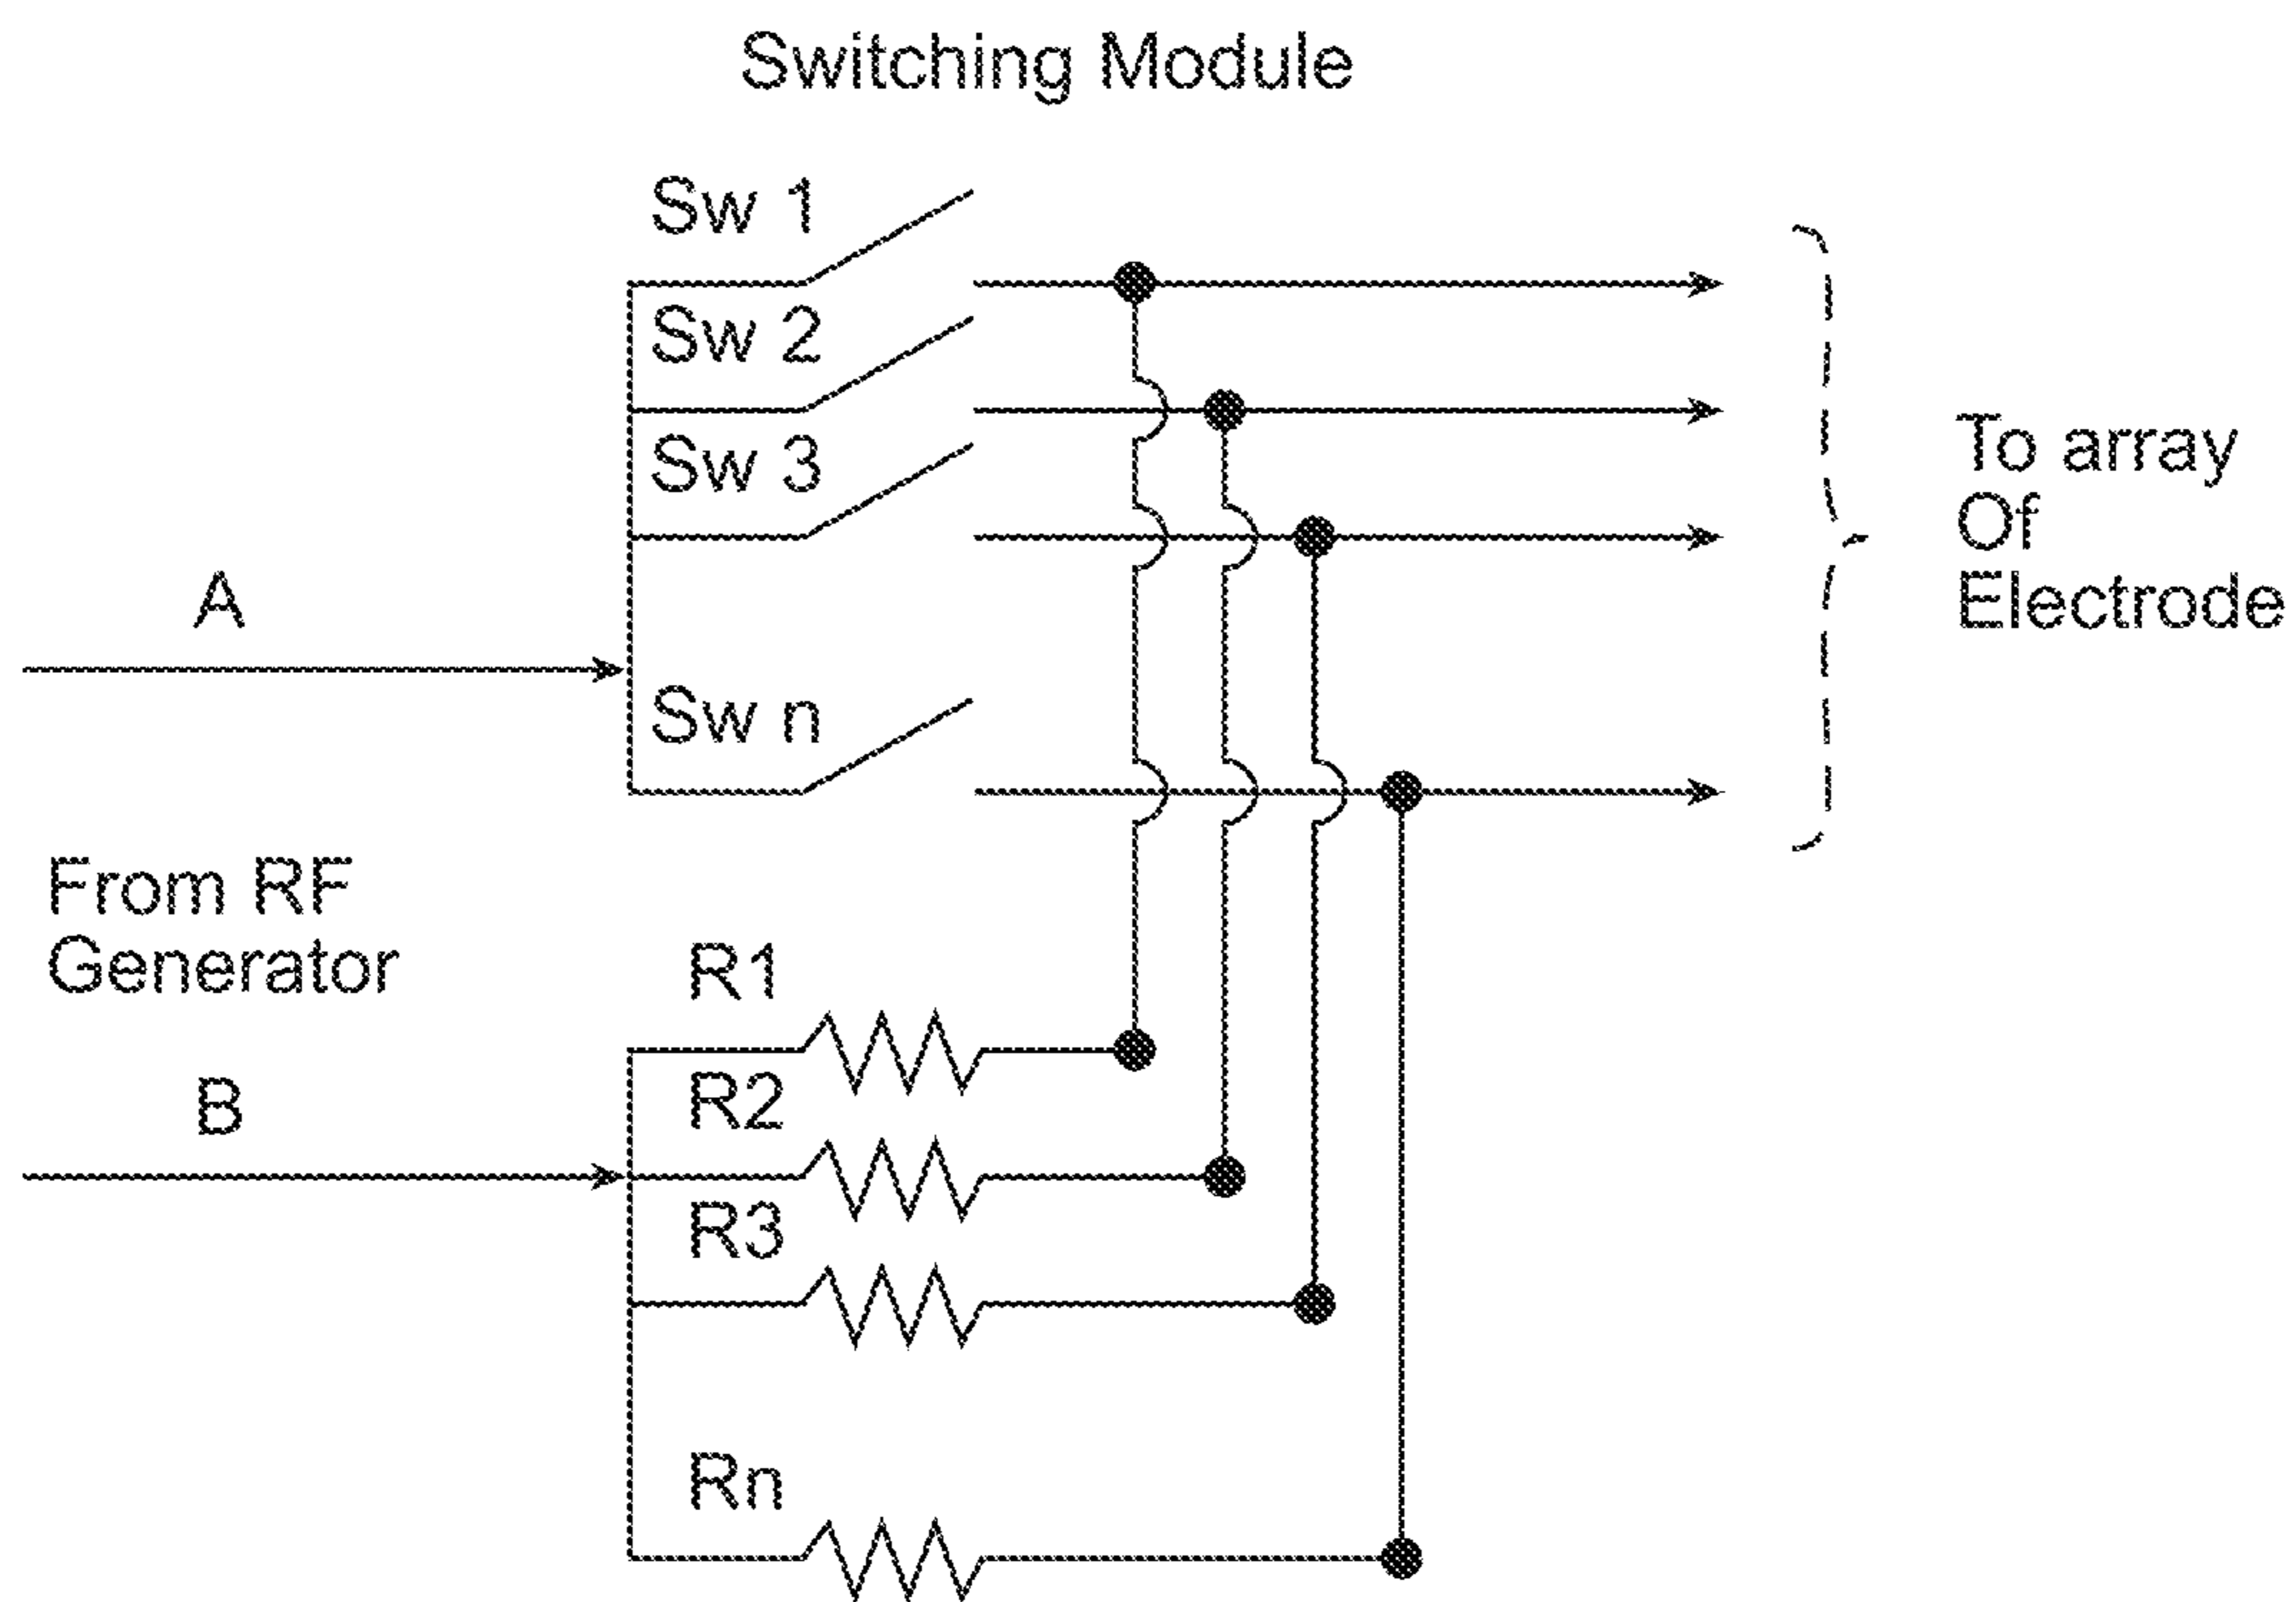 Switching Module
Sw 1
Sw 2
Sw 3
A
Sw n
To array
Of
Electrode
From RF
Generator
R1
B
R2
R3
Rn